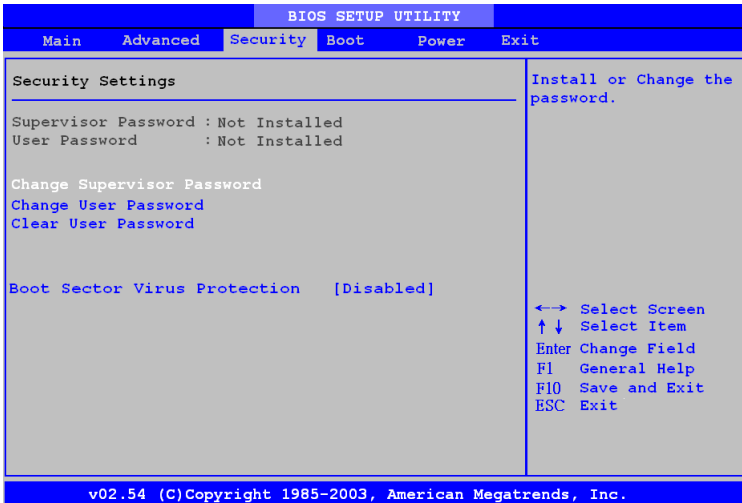 BIOS SETUP UTILITY
Main Advanced Security Boot Power Exit
Security Settings
Supervisor Password : Not Installed
User Password : Not Installed
Change Supervisor Password
Change User Password
Clear User Password
Boot Sector Virus Protection [Disabled]
Install or Change the
password.
←→ Select Screen
↑↓ Select Item
Enter Change Field
F1 General Help
F10 Save and Exit
ESC Exit
v02.54 (C)Copyright 1985-2003, American Megatrends, Inc.